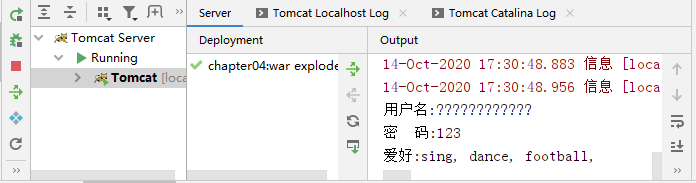 Server
Tomcat Localhost Log
Tomcat Catalina Log
Tomcat Server
Running
Tomcat [loca
Deployment
chapter04:war explode
Output
14-Oct-2020 17:30:48.883 信息 [loca
14-Oct-2020 17:30:48.956 信息 [loca
用户名:????????????
密  码:123
爱好:sing, dance, football,